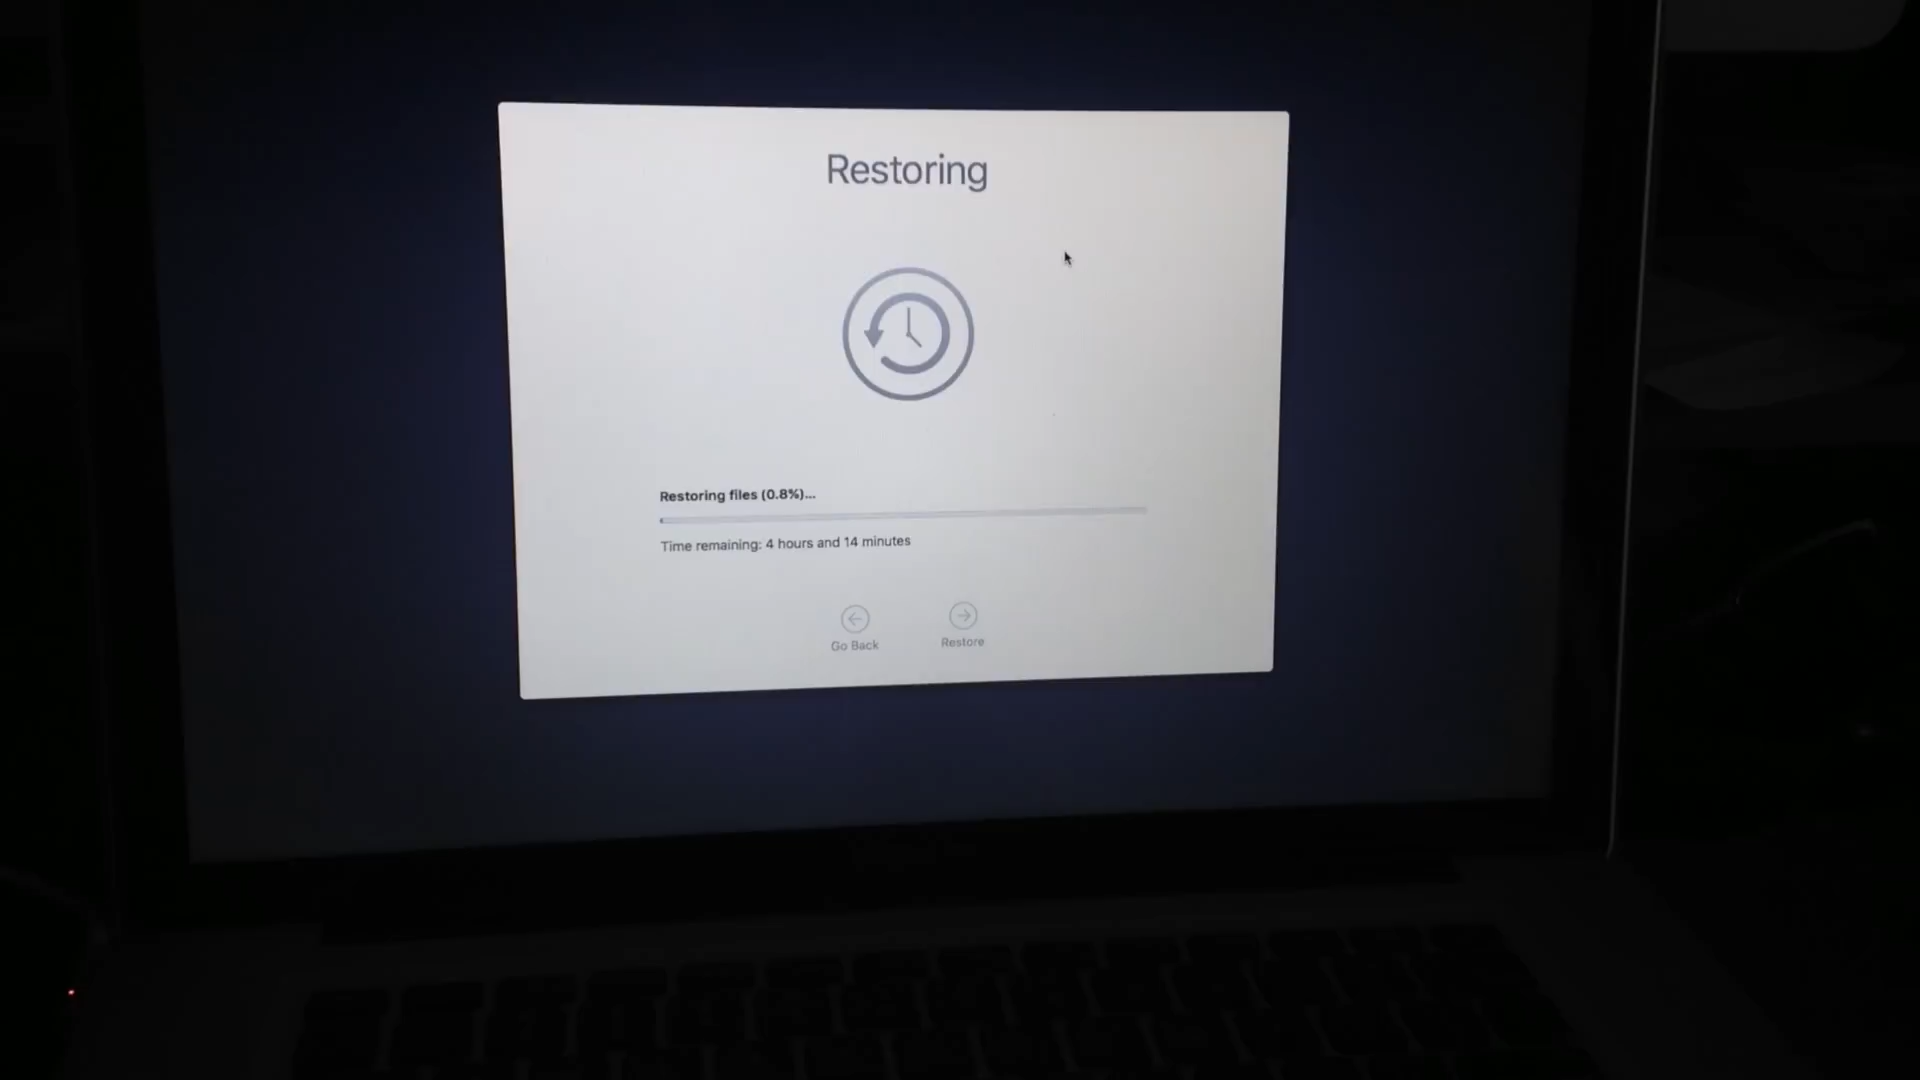 Restoring
Restoring files (0.8%)...
Time remaining: 4 hours and 14 minutes
Go Back
Restore